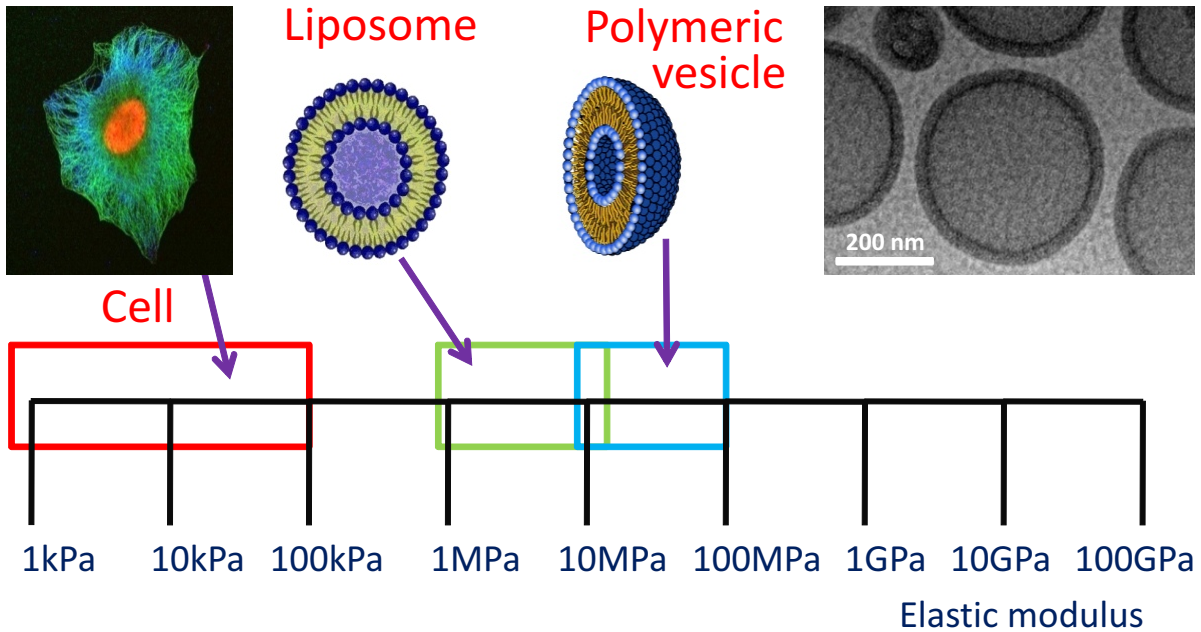 Liposome
Polymeric
vesicle
200 nm
Cell
1kPa
10kPa
100kPa
1MPa
10MPa
100MPa
1GPa
10GPa
100GPa
Elastic modulus